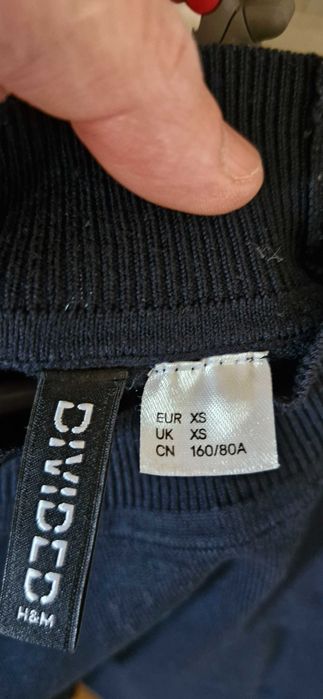 DIVIDED
H&M
EUR XS
UK XS
CN 160/80A